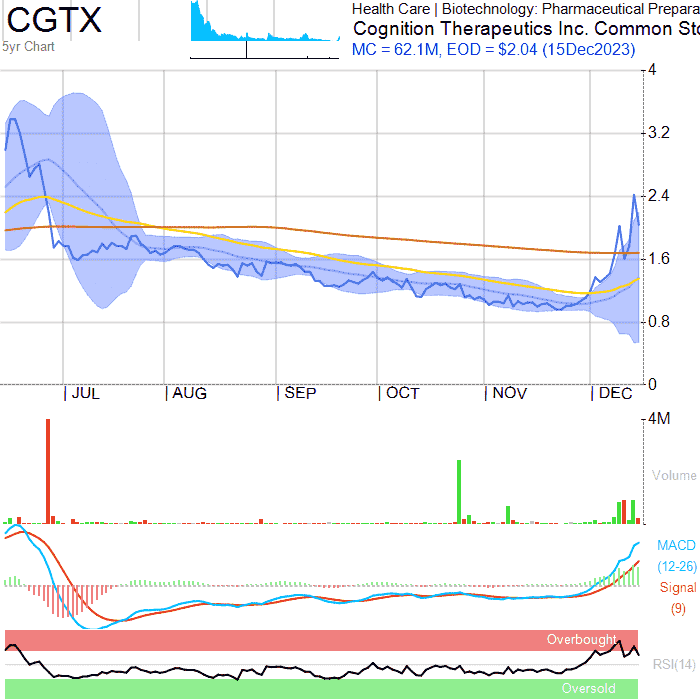 CGTX
5yr Chart
Health Care | Biotechnology: Pharmaceutical Prepara
Cognition Therapeutics Inc. Common Sto
MC = 62.1M, EOD = $2.04 (15Dec2023)
4
3.2
2.4
1.6
0.8
0
JUL AUG SEP OCT NOV DEC
4M
Volume
MACD
(12-26)
Signal
(9)
Overbought
RSI(14)
Oversold